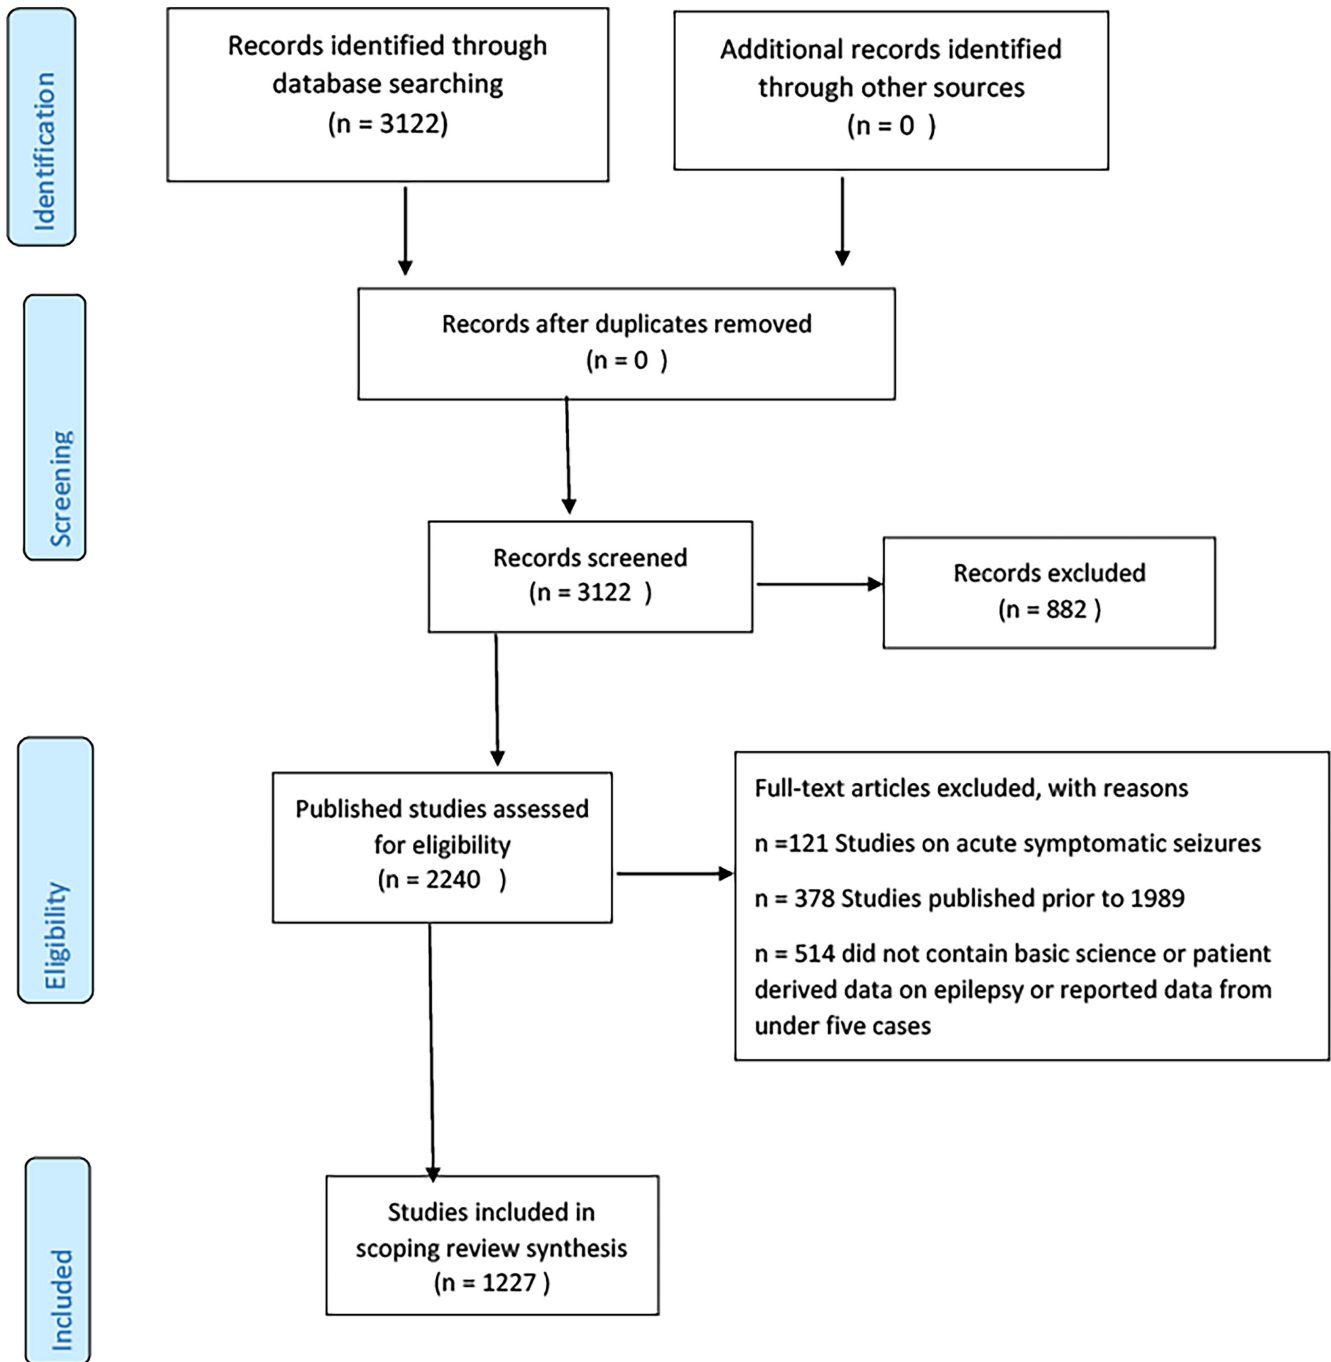 Identification
Records identified through
database searching
(n = 3122)
Additional records identified
through other sources
(n = 0  )
Screening
Records after duplicates removed
(n = 0  )
Records screened
(n = 3122  )
Records excluded
(n = 882 )
Eligibility
Published studies assessed
for eligibility
(n = 2240   )
Full-text articles excluded, with reasons
n =121 Studies on acute symptomatic seizures
n = 378 Studies published prior to 1989
n = 514 did not contain basic science or patient
derived data on epilepsy or reported data from
under five cases
Included
Studies included in
scoping review synthesis
(n = 1227 )